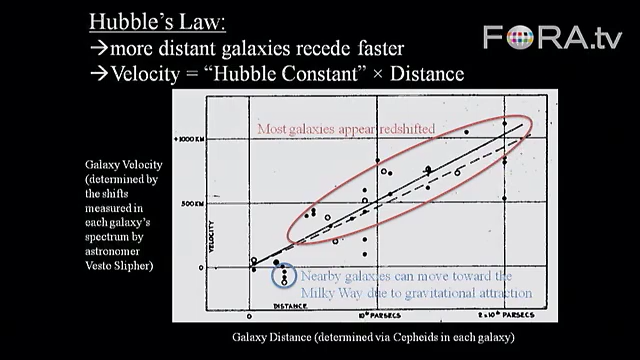 Hubble's Law:
→more distant galaxies recede faster
→Velocity = "Hubble Constant" × Distance
FORA.tv
Most galaxies appear redshifted
+1000 KM
500 KM
0
VELOCITY
Galaxy Velocity
(determined by
the shifts
measured in
each galaxy's
spectrum by
astronomer
Vesto Slipher)
Nearby galaxies can move toward the
Milky Way due to gravitational attraction
DISTANCE
0
10⁶ PARSECS
2×10⁶ PARSECS
Galaxy Distance (determined via Cepheids in each galaxy)